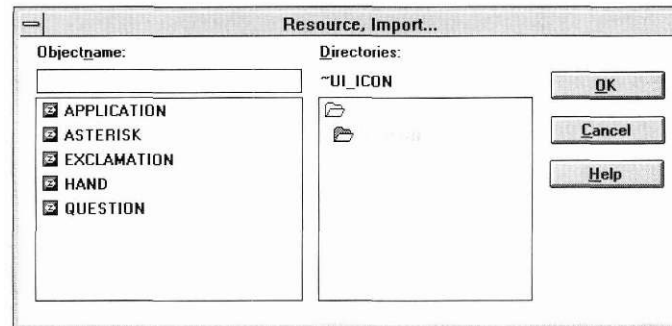 Resource, Import...
Objectname:
Directories:
~UI_ICON
APPLICATION
ASTERISK
EXCLAMATION
HAND
QUESTION
OK
Cancel
Help